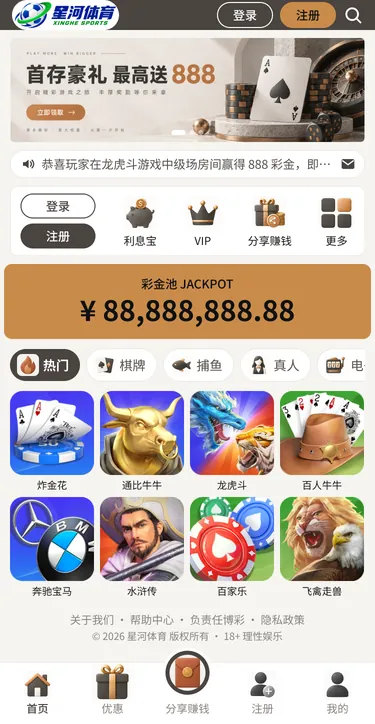 星河体育
XINGHE SPORTS
登录
注册
PLAY MORE WIN BIGGER
首存豪礼 最高送 888
立即领取 →
恭喜玩家在龙虎斗游戏中级场房间赢得 888 彩金，即…
登录
注册
利息宝
VIP
分享赚钱
更多
彩金池 JACKPOT
¥ 88,888,888.88
热门
棋牌
捕鱼
真人
电
炸金花
通比牛牛
龙虎斗
百人牛牛
奔驰宝马
水浒传
百家乐
飞禽走兽
关于我们 • 帮助中心 • 负责任博彩 • 隐私政策
© 2026 星河体育 版权所有 • 18+ 理性娱乐
首页
优惠
分享赚钱
注册
我的